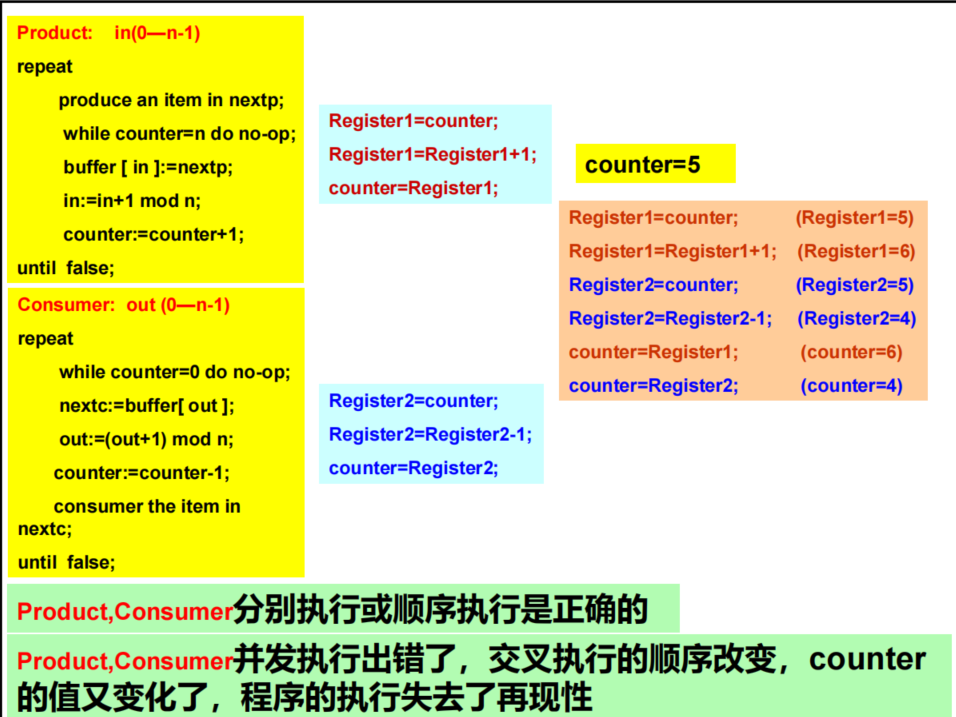 Product: in(0—n-1)
repeat
produce an item in nextp;
while counter=n do no-op;
buffer [ in ]:=nextp;
in:=in+1 mod n;
counter:=counter+1;
until false;
Consumer: out (0—n-1)
repeat
while counter=0 do no-op;
nextc:=buffer[ out ];
out:=(out+1) mod n;
counter:=counter-1;
consumer the item in
nextc;
until false;
Register1=counter;
Register1=Register1+1;
counter=Register1;
Register2=counter;
Register2=Register2-1;
counter=Register2;
counter=5
Register1=counter; (Register1=5)
Register1=Register1+1; (Register1=6)
Register2=counter; (Register2=5)
Register2=Register2-1; (Register2=4)
counter=Register1; (counter=6)
counter=Register2; (counter=4)
Product,Consumer分别执行或顺序执行是正确的
Product,Consumer并发执行出错了，交叉执行的顺序改变，counter
的值又变化了，程序的执行失去了再现性